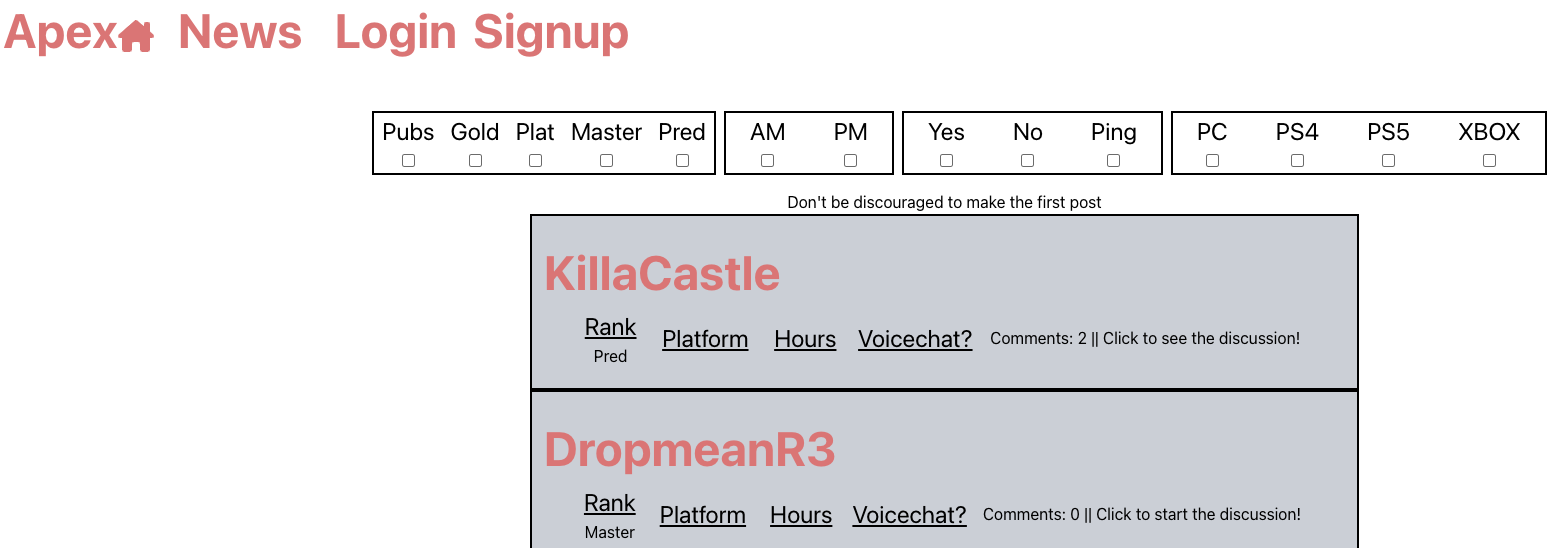 Apex News Login Signup
Pubs Gold Plat Master Pred AM PM Yes No Ping PC PS4 PS5 XBOX
Don't be discouraged to make the first post
KillaCastle
Rank Platform Hours Voicechat? Comments: 2 || Click to see the discussion!
Pred
DropmeanR3
Rank Platform Hours Voicechat? Comments: 0 || Click to start the discussion!
Master